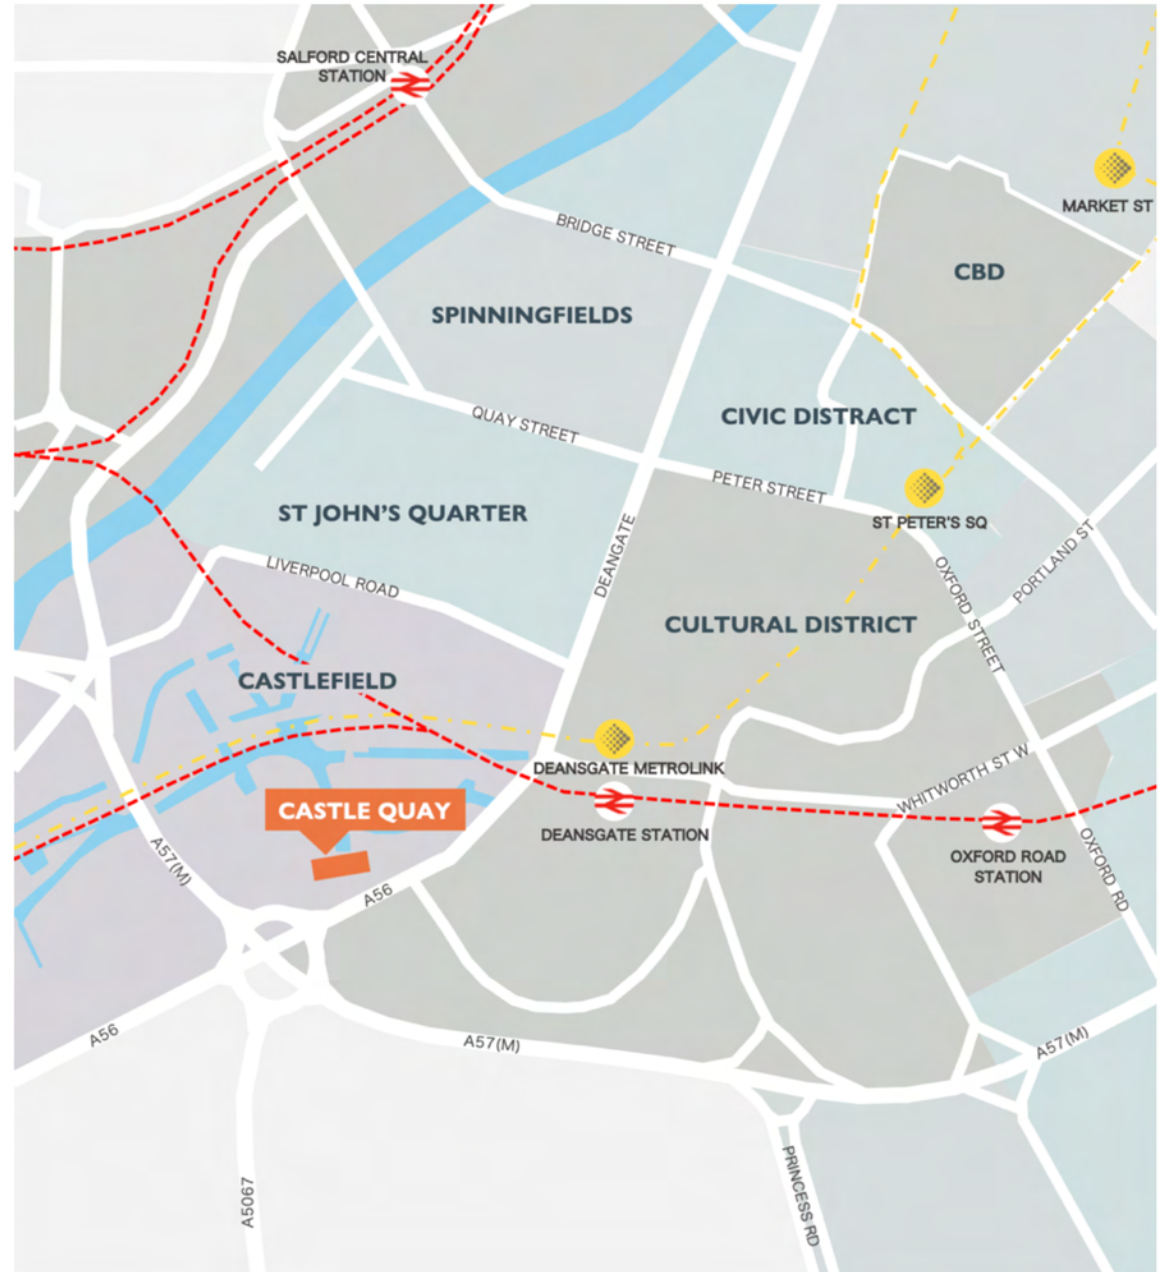 SALFORD CENTRAL
STATION
MARKET ST
BRIDGE STREET
CBD
SPINNINGFIELDS
QUAY STREET
CIVIC DISTRACT
PETER STREET
ST PETER'S SQ
ST JOHN'S QUARTER
DEANGATE
PORTLAND ST
LIVERPOOL ROAD
OXFORD STREET
CULTURAL DISTRICT
CASTLEFIELD
DEANSGATE METROLINK
WHITWORTH ST W
CASTLE QUAY
DEANSGATE STATION
OXFORD ROAD
STATION
OXFORD RD
A57(M)
A56
A56
A57(M)
A57(M)
A5067
PRINCESS RD